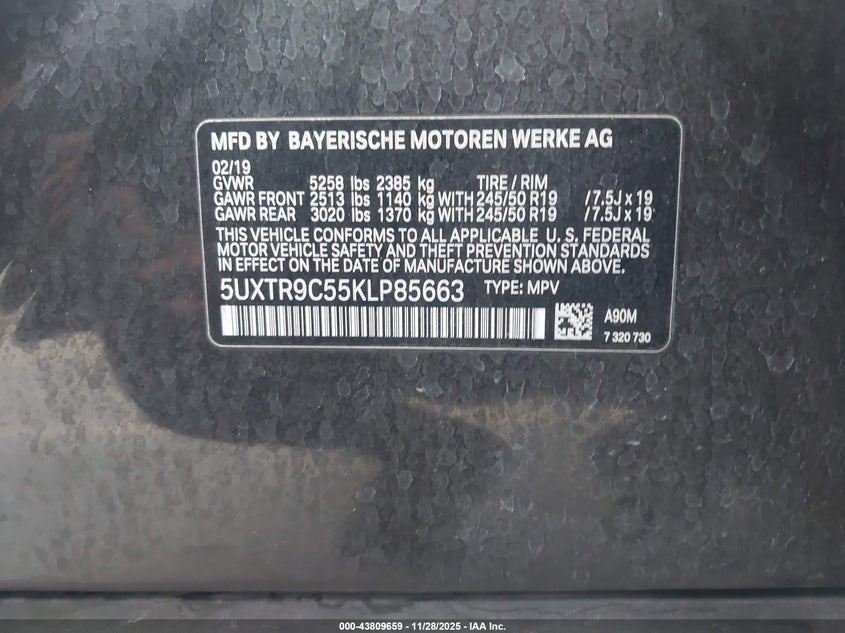 MFD BY BAYERISCHE MOTOREN WERKE AG
02/19
GVWR 5258 lbs 2385 kg TIRE / RIM
GAWR FRONT 2513 lbs 1140 kg WITH 245/50 R19 / 7.5J x 19
GAWR REAR 3020 lbs 1370 kg WITH 245/50 R19 / 7.5J x 19
THIS VEHICLE CONFORMS TO ALL APPLICABLE U. S. FEDERAL
MOTOR VEHICLE SAFETY AND THEFT PREVENTION STANDARDS
IN EFFECT ON THE DATE OF MANUFACTURE SHOWN ABOVE.
5UXTR9C55KLP85663 TYPE: MPV
A90M
7 320 730
000-43809659 - 11/28/2025 - IAA Inc.